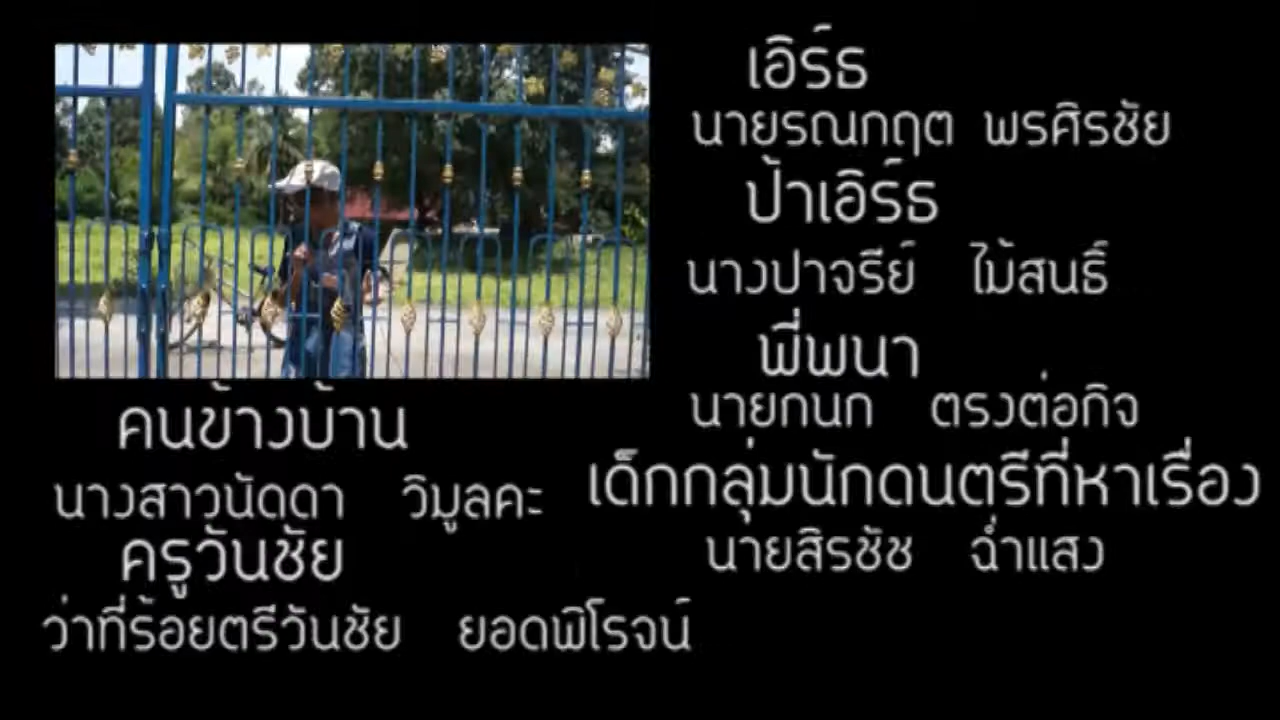 เอิร์ธ
นายรณกฤต พรศิรชัย
ป้าเอิร์ธ
นางปาจรีย์ ไม้สนธิ์
พี่พนา
นายกนก ตรงต่อกิจ
เด็กกลุ่มนักดนตรีที่หาเรื่อง
นายสิรชัช ฉ่ำแสง
คนข้างบ้าน
นางสาวนัดดา วิมูลคะ
ครูวันชัย
ว่าที่ร้อยตรีวันชัย ยอดพิโรจน์